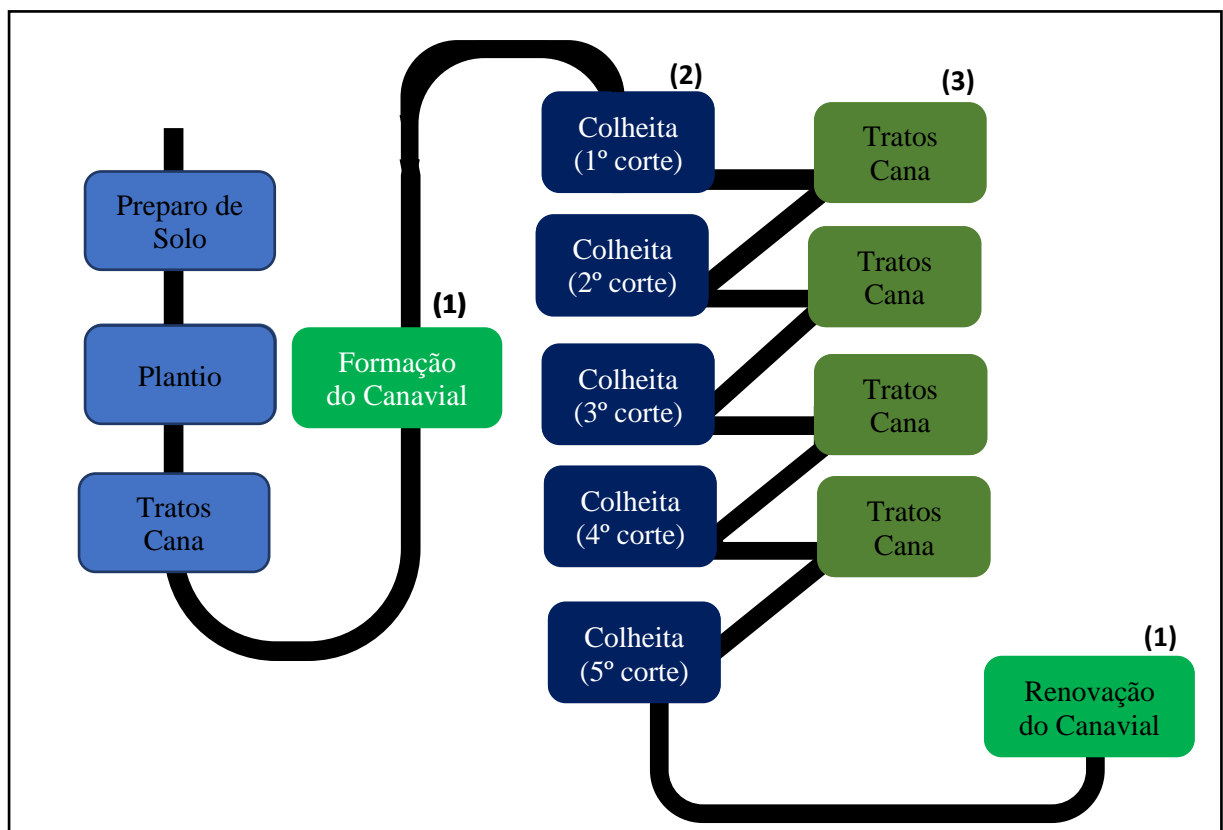 Preparo de
Solo
Plantio
Tratos
Cana
(1)
Formação
do Canavial
(2)
Colheita
(1º corte)
(3)
Tratos
Cana
Colheita
(2º corte)
Tratos
Cana
Colheita
(3º corte)
Tratos
Cana
Colheita
(4º corte)
Tratos
Cana
Colheita
(5º corte)
(1)
Renovação
do Canavial